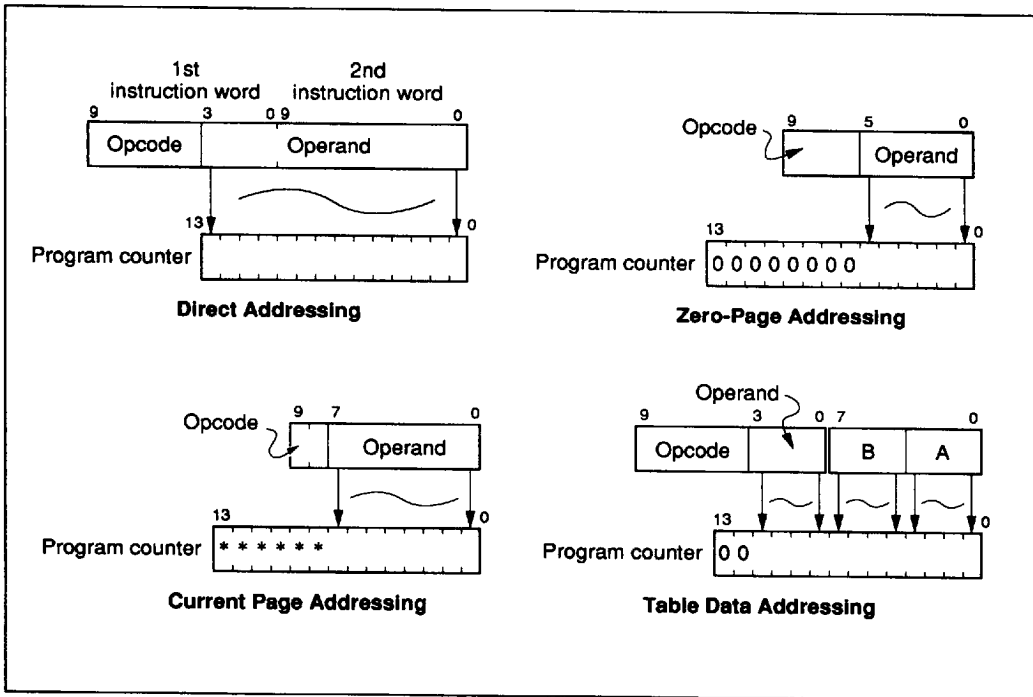 1st instruction word
2nd instruction word
9 3 0 9 0
Opcode Operand
13 0
Program counter
Direct Addressing
Opcode
9 5 0
Operand
13 0
Program counter 0 0 0 0 0 0 0 0
Zero-Page Addressing
Opcode
9 7 0
Operand
13 0
Program counter * * * * * *
Current Page Addressing
Operand
9 3 0 7 0
Opcode B A
13 0
Program counter 0 0
Table Data Addressing